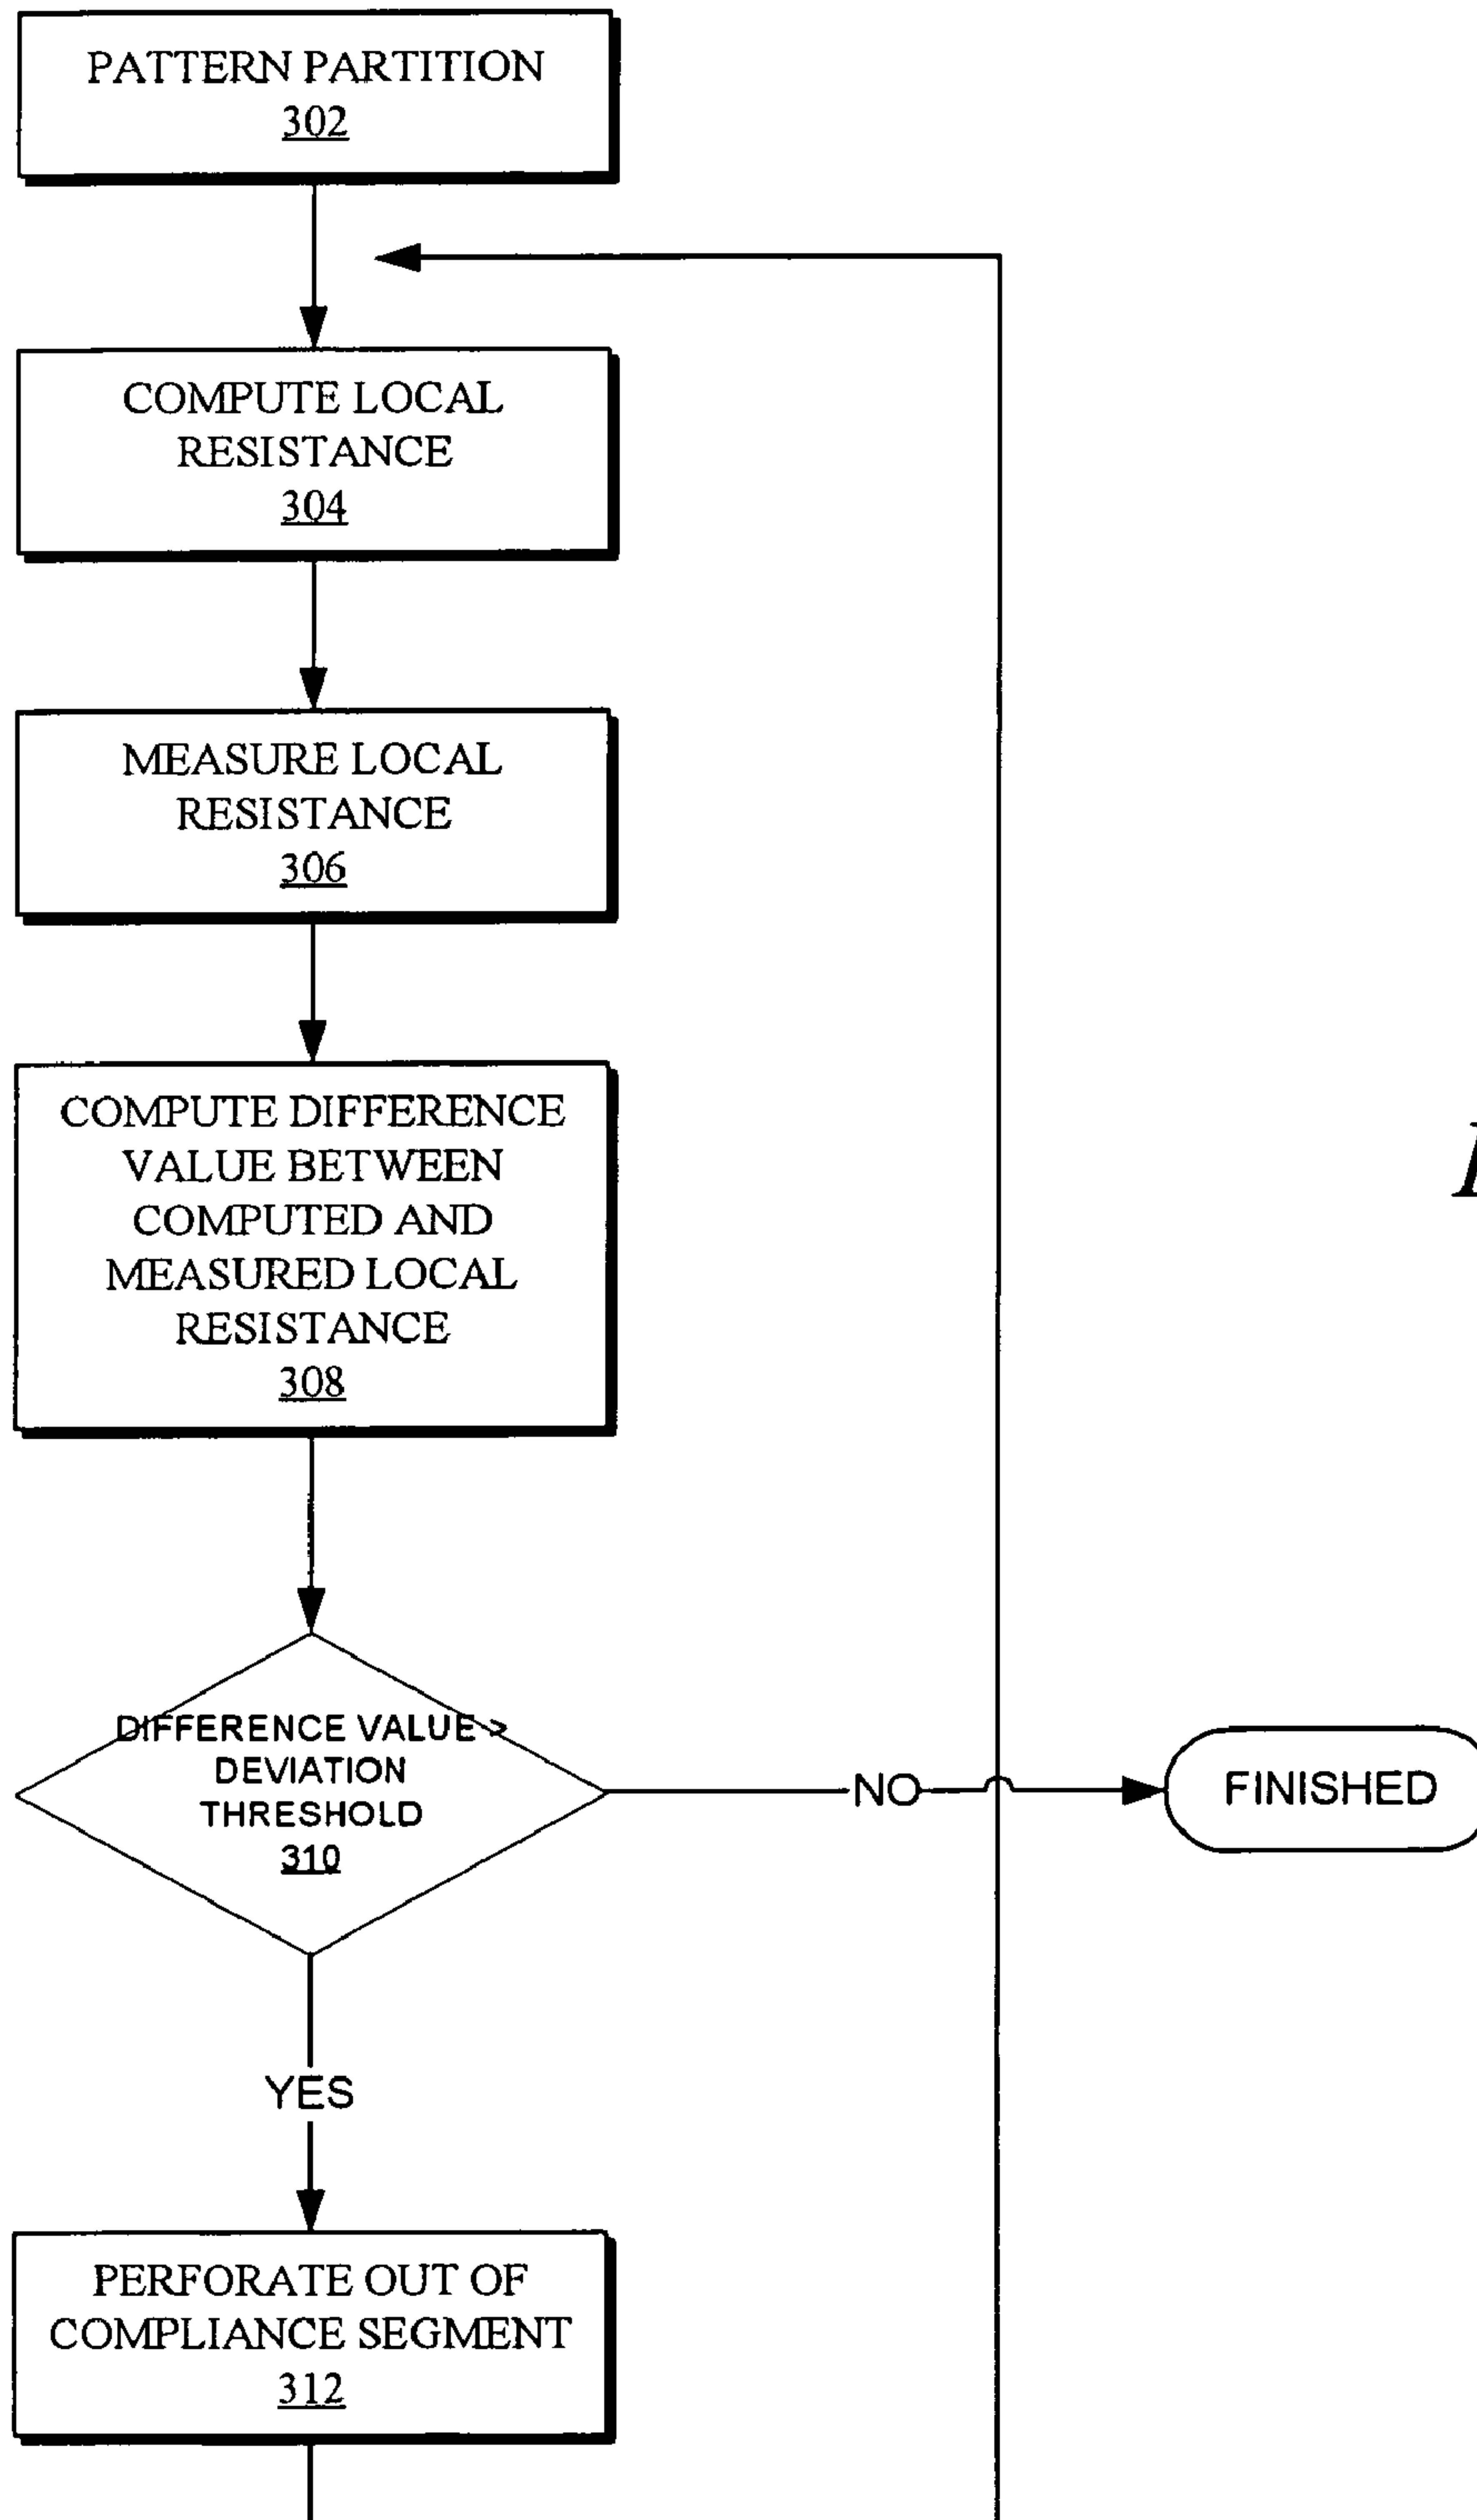 PATTERN PARTITION
302
COMPUTE LOCAL
RESISTANCE
304
MEASURE LOCAL
RESISTANCE
306
COMPUTE DIFFERENCE
VALUE BETWEEN
COMPUTED AND
MEASURED LOCAL
RESISTANCE
308
DIFFERENCE VALUE >
DEVIATION
THRESHOLD
310
NO
FINISHED
YES
PERFORATE OUT OF
COMPLIANCE SEGMENT
312